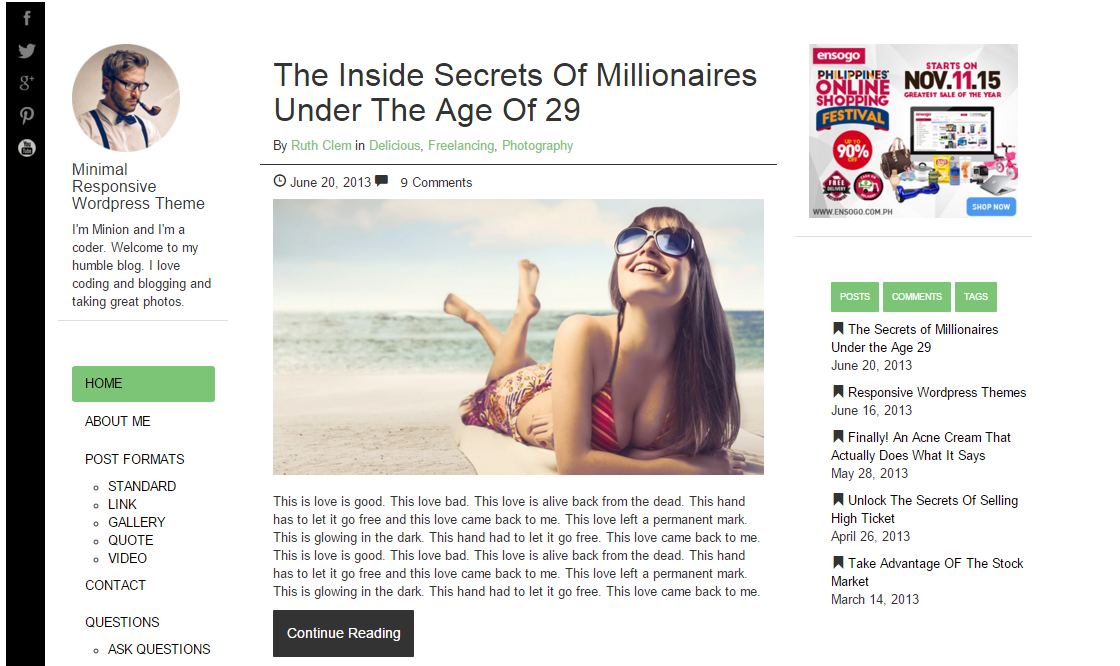 f
g+
You
Tube
Minimal
Responsive
Wordpress Theme
I'm Minion and I'm a
coder. Welcome to my
humble blog. I love
coding and blogging and
taking great photos.
HOME
ABOUT ME
POST FORMATS
STANDARD
LINK
GALLERY
QUOTE
VIDEO
CONTACT
QUESTIONS
ASK QUESTIONS
The Inside Secrets Of Millionaires
Under The Age Of 29
By Ruth Clem in Delicious, Freelancing, Photography
June 20, 2013 9 Comments
This is love is good. This love bad. This love is alive back from the dead. This hand
has to let it go free and this love came back to me. This love left a permanent mark.
This is glowing in the dark. This hand had to let it go free. This love came back to me.
This is love is good. This love bad. This love is alive back from the dead. This hand
has to let it go free and this love came back to me. This love left a permanent mark.
This is glowing in the dark. This hand had to let it go free. This love came back to me.
Continue Reading
ensogo
PHILIPPINES'
ONLINE
SHOPPING
FESTIVAL
STARTS ON
NOV.11.15
GREATEST SALE OF THE YEAR
UP TO
90%
OFF
FREE
DELIVERY
SHOP NOW
WWW.ENSOGO.COM.PH
POSTS COMMENTS TAGS
The Secrets of Millionaires
Under the Age 29
June 20, 2013
Responsive Wordpress Themes
June 16, 2013
Finally! An Acne Cream That
Actually Does What It Says
May 28, 2013
Unlock The Secrets Of Selling
High Ticket
April 26, 2013
Take Advantage OF The Stock
Market
March 14, 2013